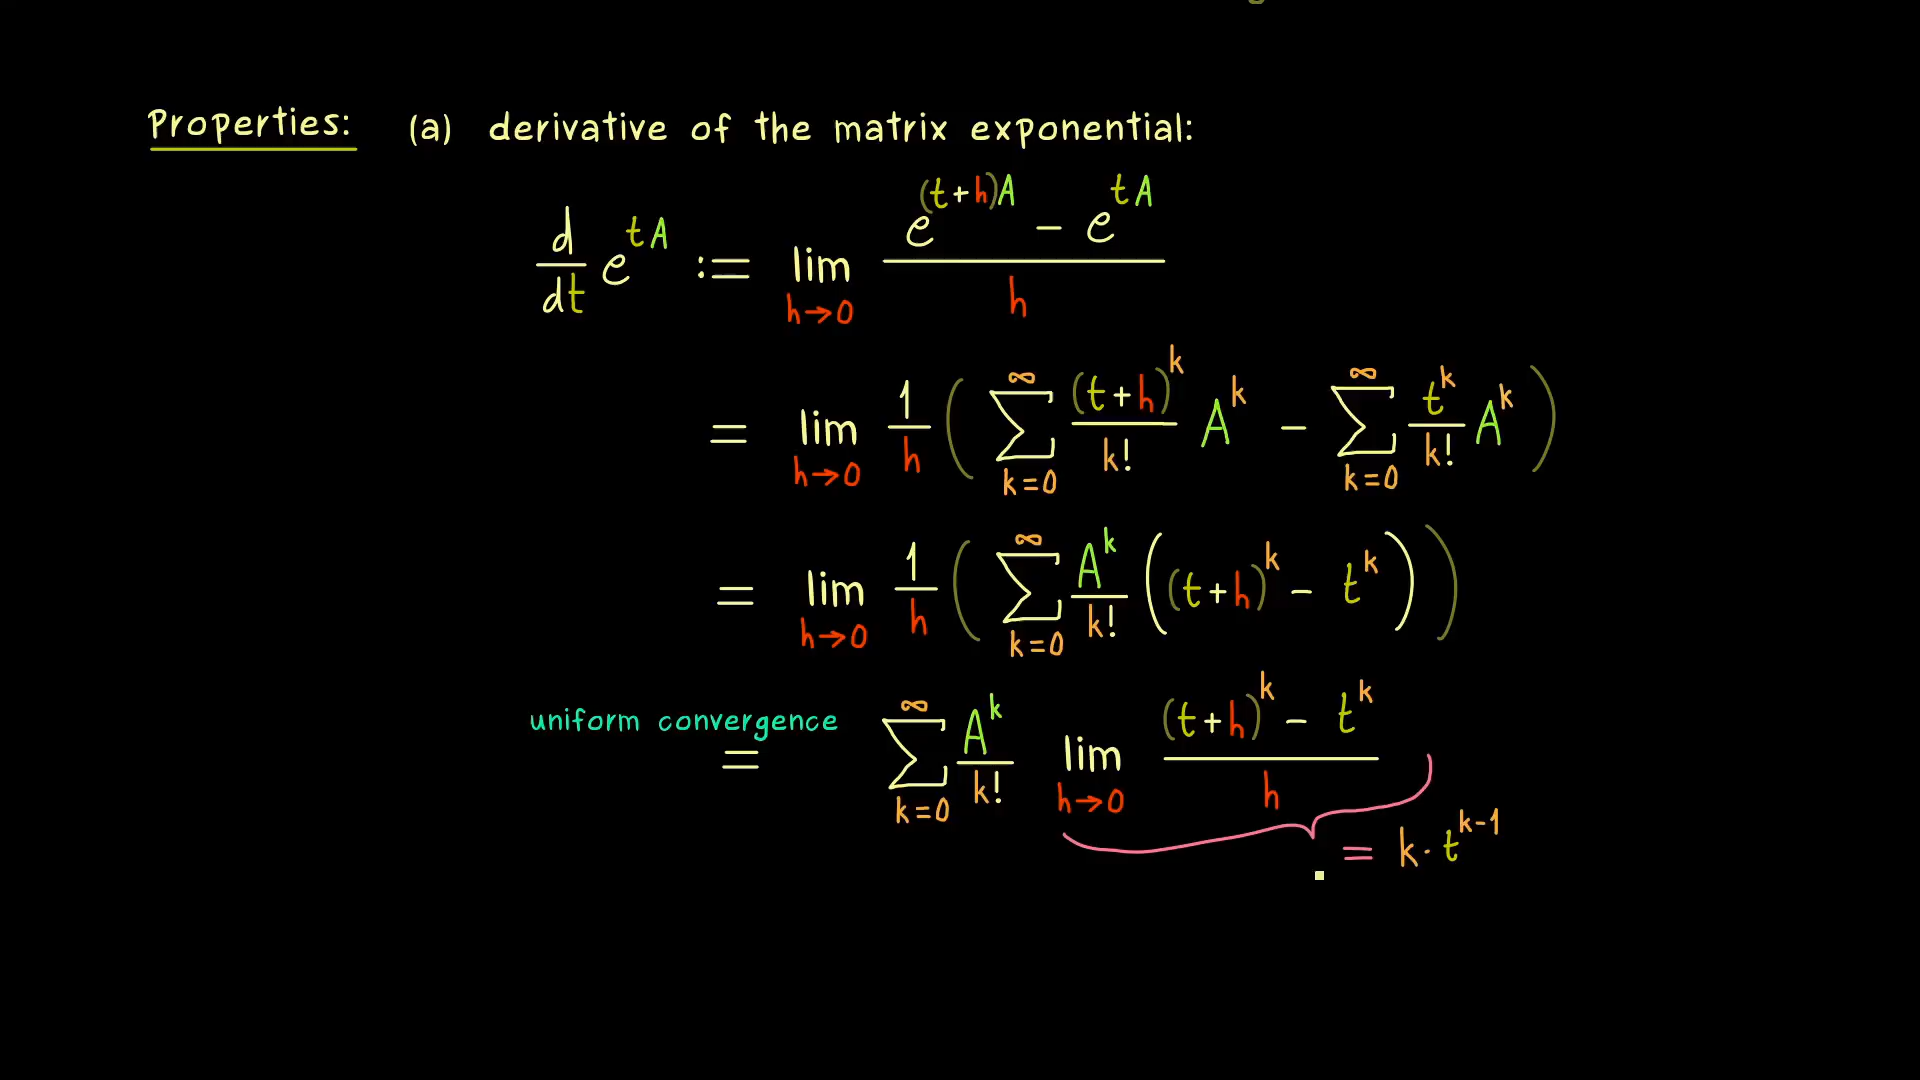 Properties: (a) derivative of the matrix exponential:
d/dt e^{tA} := lim_{h→0} (e^{(t+h)A} − e^{tA}) / h
= lim_{h→0} 1/h ( ∑_{k=0}^{∞} (t+h)^k / k! A^k − ∑_{k=0}^{∞} t^k / k! A^k )
= lim_{h→0} 1/h ( ∑_{k=0}^{∞} A^k / k! ( (t+h)^k − t^k ) )
uniform convergence
= ∑_{k=0}^{∞} A^k / k! lim_{h→0} ((t+h)^k − t^k) / h
= k · t^{k-1}